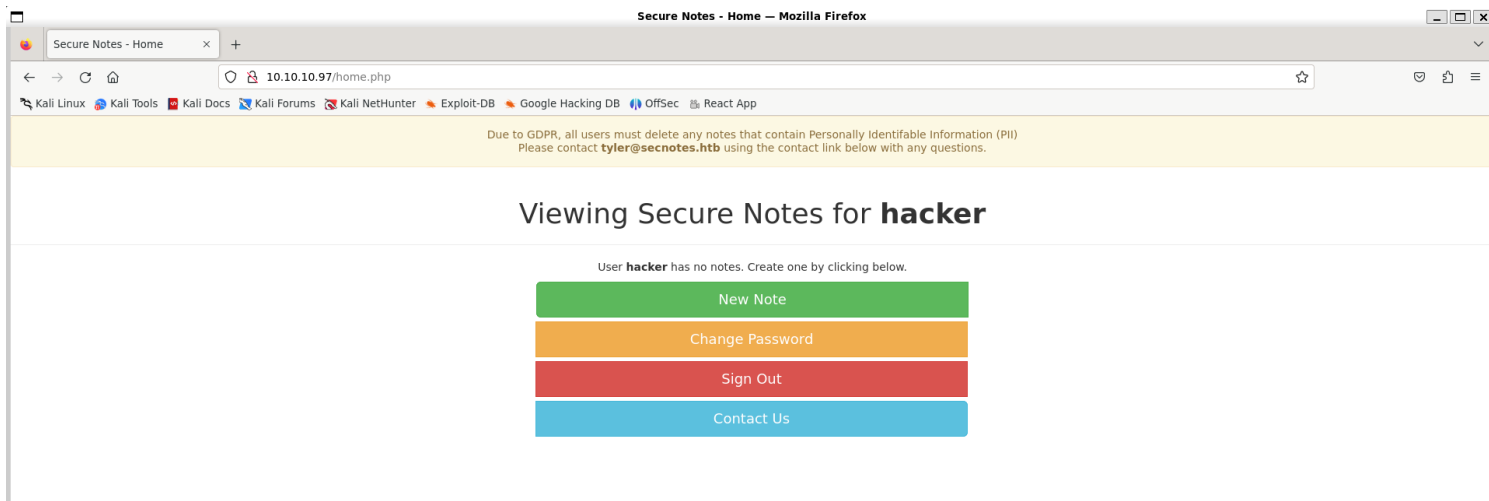 Secure Notes - Home — Mozilla Firefox
Secure Notes - Home
10.10.10.97/home.php
Kali Linux Kali Tools Kali Docs Kali Forums Kali NetHunter Exploit-DB Google Hacking DB OffSec React App
Due to GDPR, all users must delete any notes that contain Personally Identifable Information (PII)
Please contact tyler@secnotes.htb using the contact link below with any questions.
Viewing Secure Notes for hacker
User hacker has no notes. Create one by clicking below.
New Note
Change Password
Sign Out
Contact Us